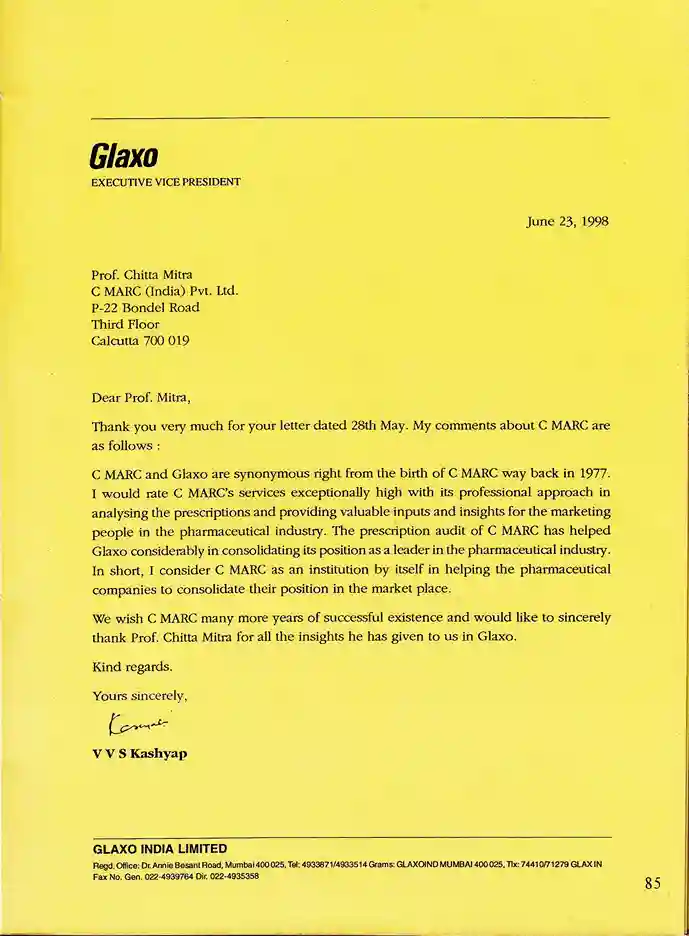 Glaxo
EXECUTIVE VICE PRESIDENT
June 23, 1998
Prof. Chitta Mitra
C MARC (India) Pvt. Ltd.
P-22 Bondel Road
Third Floor
Calcutta 700 019
Dear Prof. Mitra,
Thank you very much for your letter dated 28th May. My comments about C MARC are
as follows :
C MARC and Glaxo are synonymous right from the birth of C MARC way back in 1977.
I would rate C MARC's services exceptionally high with its professional approach in
analysing the prescriptions and providing valuable inputs and insights for the marketing
people in the pharmaceutical industry. The prescription audit of C MARC has helped
Glaxo considerably in consolidating its position as a leader in the pharmaceutical industry.
In short, I consider C MARC as an institution by itself in helping the pharmaceutical
companies to consolidate their position in the market place.
We wish C MARC many more years of successful existence and would like to sincerely
thank Prof. Chitta Mitra for all the insights he has given to us in Glaxo.
Kind regards.
Yours sincerely,
V V S Kashyap
GLAXO INDIA LIMITED
Regd. Office: Dr. Annie Besant Road, Mumbai 400 025, Tel: 4933871/4933514 Grams: GLAXOIND MUMBAI 400 025, Tlx: 74410/71279 GLAX IN
Fax No. Gen. 022-4939764 Dir. 022-4935358
85